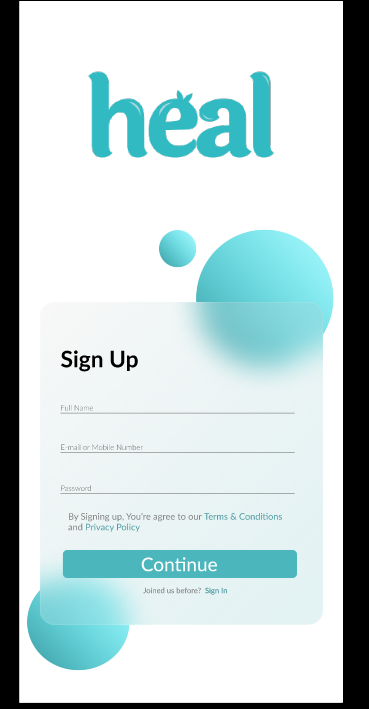 heal
Sign Up
Full Name
E-mail or Mobile Number
Password
By Signing up, You're agree to our Terms & Conditions
and Privacy Policy
Continue
Joined us before? Sign In